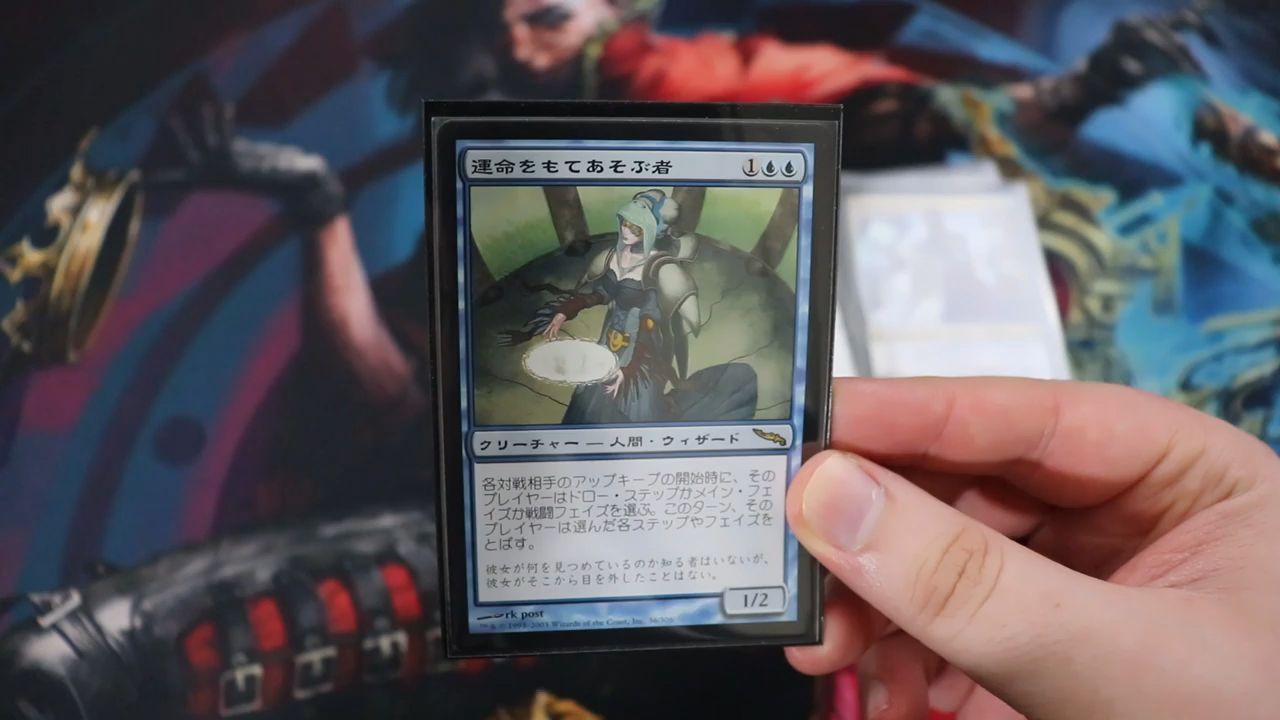 運命をもてあそぶ者 1
クリーチャー ― 人間・ウィザード
各対戦相手のアップキープの開始時に、その
プレイヤーはドロー・ステップかメイン・フェ
イズか戦闘フェイズを選ぶ。このターン、その
プレイヤーは選んだ各ステップやフェイズを
とばす。
彼女が何を見つめているのか知る者はいないが、
彼女がそこから目を外したことはない。
1/2
rk post
™ & © 1993-2003 Wizards of the Coast, Inc.